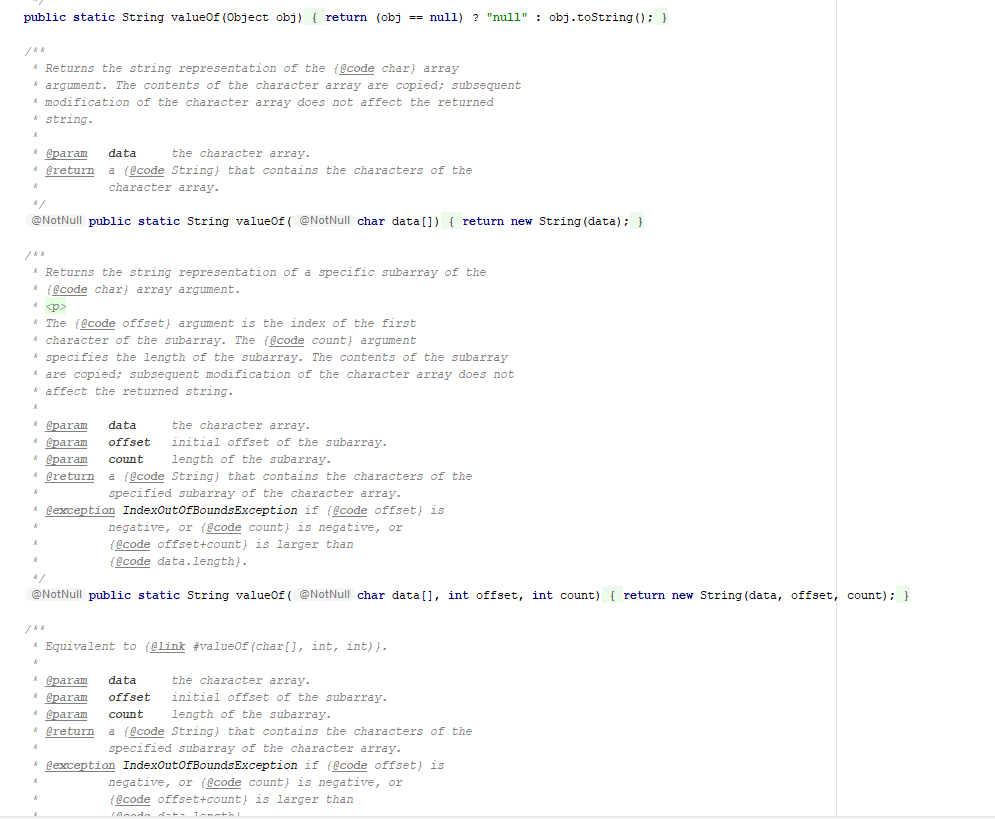 */
public static String valueOf(Object obj) { return (obj == null) ? "null" : obj.toString(); }
/**
* Returns the string representation of the {@code char} array
* argument. The contents of the character array are copied; subsequent
* modification of the character array does not affect the returned
* string.
*
* @param data the character array.
* @return a {@code String} that contains the characters of the
* character array.
*/
@NotNull public static String valueOf( @NotNull char data[]) { return new String(data); }
/**
* Returns the string representation of a specific subarray of the
* {@code char} array argument.
* <p>
* The {@code offset} argument is the index of the first
* character of the subarray. The {@code count} argument
* specifies the length of the subarray. The contents of the subarray
* are copied; subsequent modification of the character array does not
* affect the returned string.
*
* @param data the character array.
* @param offset initial offset of the subarray.
* @param count length of the subarray.
* @return a {@code String} that contains the characters of the
* specified subarray of the character array.
* @exception IndexOutOfBoundsException if {@code offset} is
* negative, or {@code count} is negative, or
* {@code offset+count} is larger than
* {@code data.length}.
*/
@NotNull public static String valueOf( @NotNull char data[], int offset, int count) { return new String(data, offset, count); }
/**
* Equivalent to {@link #valueOf(char[], int, int)}.
*
* @param data the character array.
* @param offset initial offset of the subarray.
* @param count length of the subarray.
* @return a {@code String} that contains the characters of the
* specified subarray of the character array.
* @exception IndexOutOfBoundsException if {@code offset} is
* negative, or {@code count} is negative, or
* {@code offset+count} is larger than
* {@code data.length}